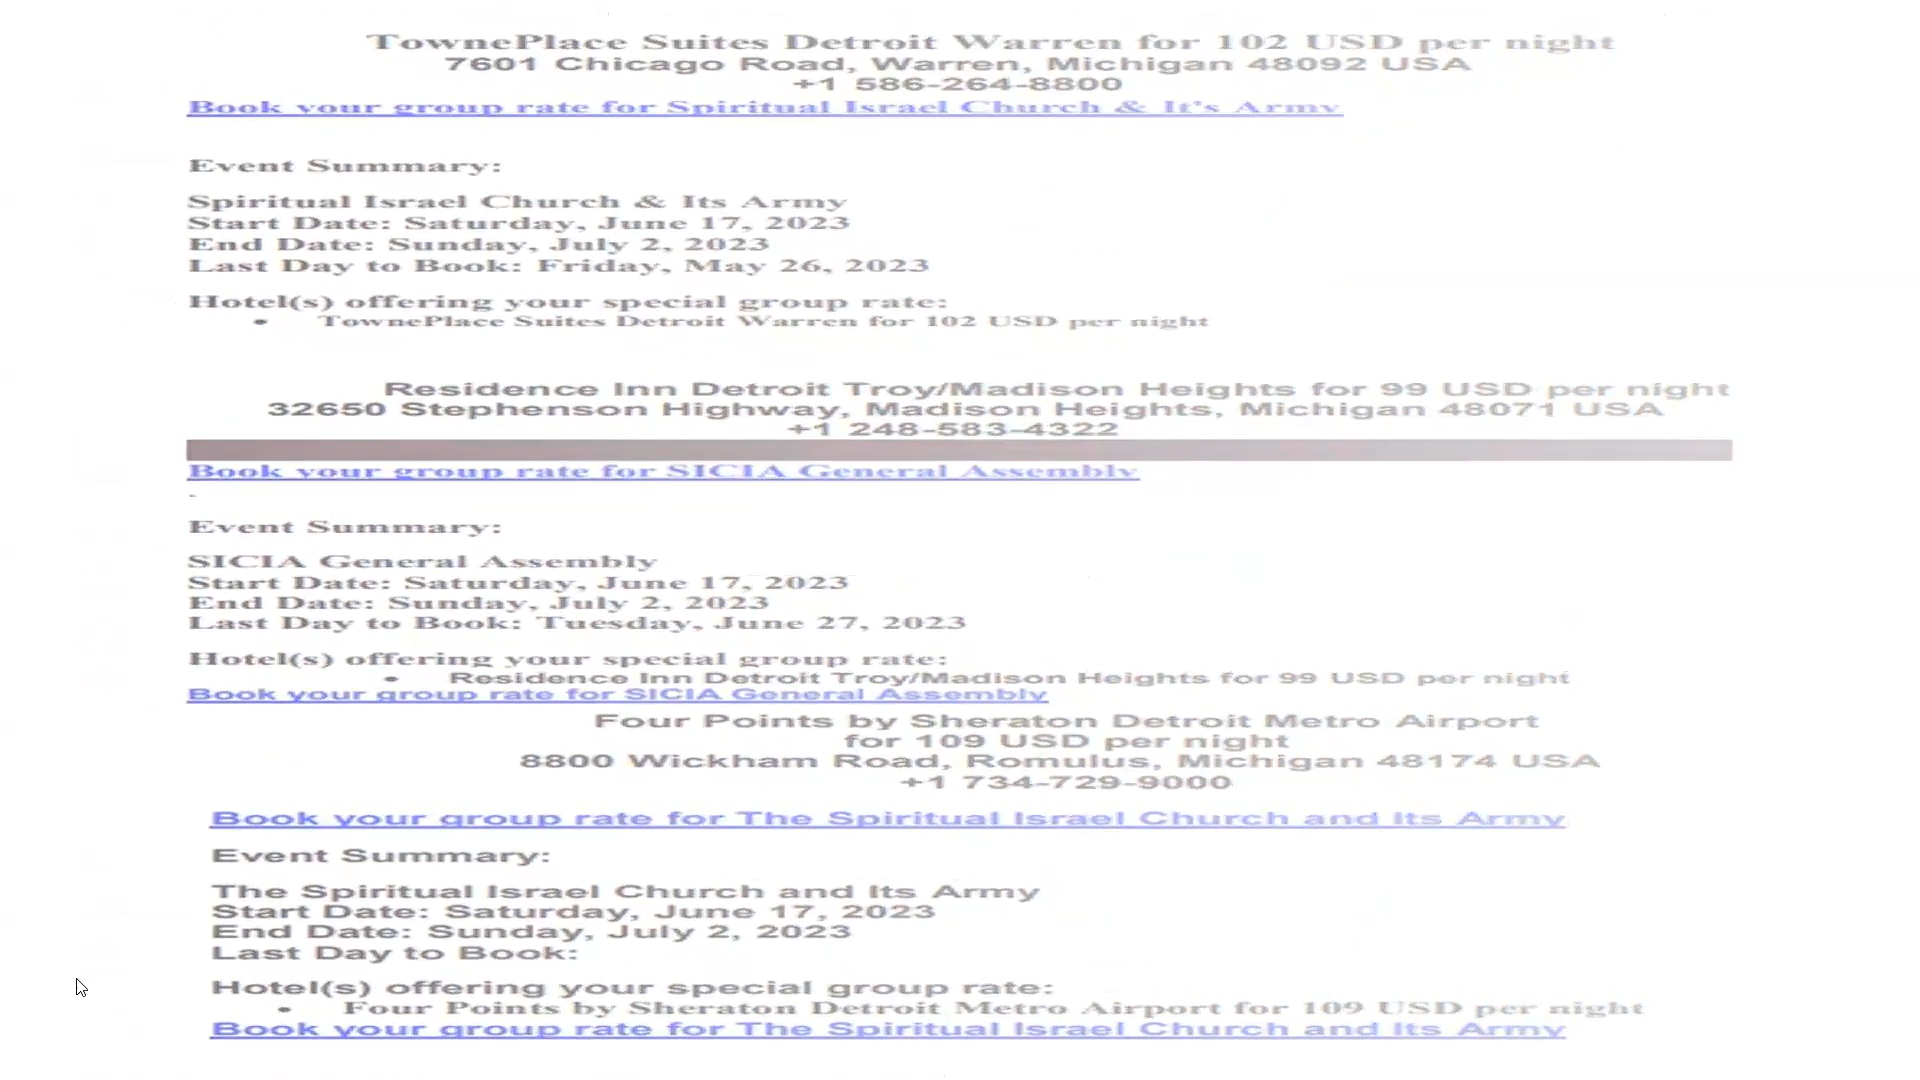 TownePlace Suites Detroit Warren for 102 USD per night
7601 Chicago Road, Warren, Michigan 48092 USA
+1 586-264-8800
Book your group rate for Spiritual Israel Church & It's Army
Event Summary:
Spiritual Israel Church & Its Army
Start Date: Saturday, June 17, 2023
End Date: Sunday, July 2, 2023
Last Day to Book: Friday, May 26, 2023
Hotel(s) offering your special group rate:
• TownePlace Suites Detroit Warren for 102 USD per night
Residence Inn Detroit Troy/Madison Heights for 99 USD per night
32650 Stephenson Highway, Madison Heights, Michigan 48071 USA
+1 248-583-4322
Book your group rate for SICIA General Assembly
Event Summary:
SICIA General Assembly
Start Date: Saturday, June 17, 2023
End Date: Sunday, July 2, 2023
Last Day to Book: Tuesday, June 27, 2023
Hotel(s) offering your special group rate:
• Residence Inn Detroit Troy/Madison Heights for 99 USD per night
Book your group rate for SICIA General Assembly
Four Points by Sheraton Detroit Metro Airport
for 109 USD per night
8800 Wickham Road, Romulus, Michigan 48174 USA
+1 734-729-9000
Book your group rate for The Spiritual Israel Church and Its Army
Event Summary:
The Spiritual Israel Church and Its Army
Start Date: Saturday, June 17, 2023
End Date: Sunday, July 2, 2023
Last Day to Book:
Hotel(s) offering your special group rate:
• Four Points by Sheraton Detroit Metro Airport for 109 USD per night
Book your group rate for The Spiritual Israel Church and Its Army